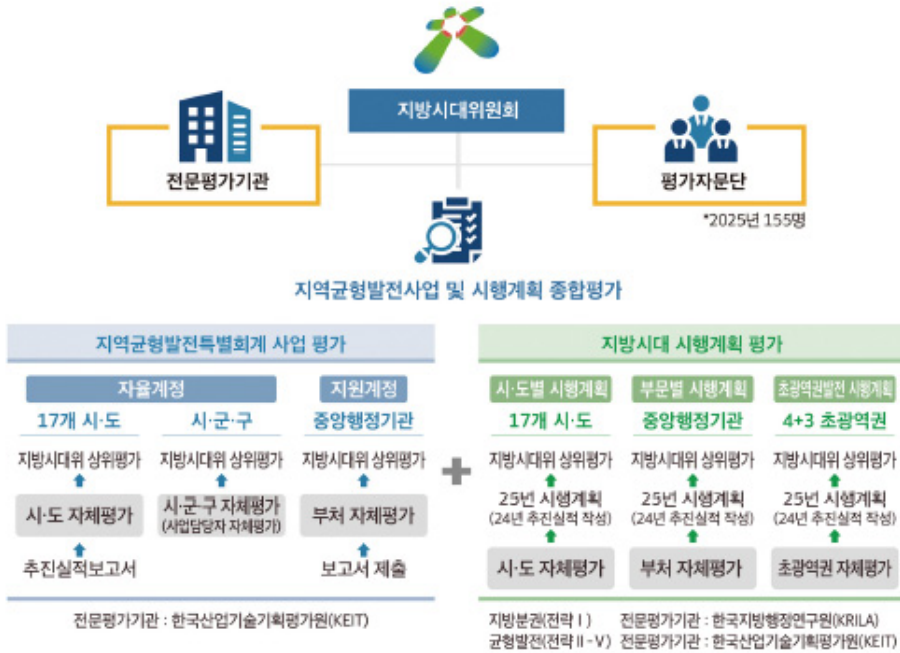 지방시대위원회
전문평가기관
평가자문단
*2025년 155명
지역균형발전사업 및 시행계획 종합평가
지역균형발전특별회계 사업 평가
자율계정
지원계정
17개 시·도
시·군·구
중앙행정기관
지방시대위 상위평가
지방시대위 상위평가
지방시대위 상위평가
시·도 자체평가
시·군·구 자체평가
(사업담당자 자체평가)
부처 자체평가
추진실적보고서
보고서 제출
전문평가기관 : 한국산업기술기획평가원(KEIT)
지방시대 시행계획 평가
시·도별 시행계획
부문별 시행계획
초광역권발전 시행계획
17개 시·도
중앙행정기관
4+3 초광역권
지방시대위 상위평가
지방시대위 상위평가
지방시대위 상위평가
25년 시행계획
(24년 추진실적 작성)
25년 시행계획
(24년 추진실적 작성)
25년 시행계획
(24년 추진실적 작성)
시·도 자체평가
부처 자체평가
초광역권 자체평가
지방분권(전략 I ) 전문평가기관 : 한국지방행정연구원(KRILA)
균형발전(전략 II - V) 전문평가기관 : 한국산업기술기획평가원(KEIT)